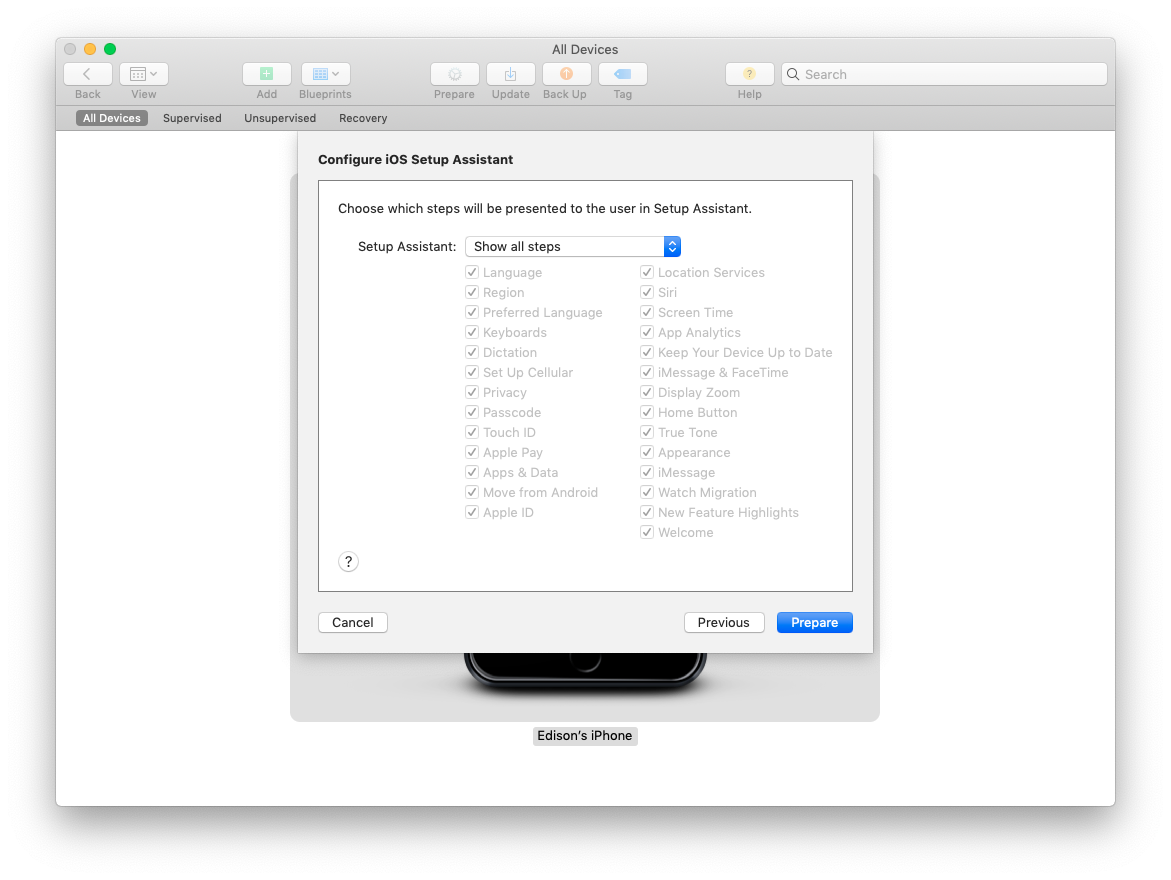 All Devices
Back
View
Add
Blueprints
Prepare
Update
Back Up
Tag
?
Help
Search
All Devices
Supervised
Unsupervised
Recovery
Configure iOS Setup Assistant
Choose which steps will be presented to the user in Setup Assistant.
Setup Assistant: Show all steps
Language
Region
Preferred Language
Keyboards
Dictation
Set Up Cellular
Privacy
Passcode
Touch ID
Apple Pay
Apps & Data
Move from Android
Apple ID
Location Services
Siri
Screen Time
App Analytics
Keep Your Device Up to Date
iMessage & FaceTime
Display Zoom
Home Button
True Tone
Appearance
iMessage
Watch Migration
New Feature Highlights
Welcome
?
Cancel
Previous
Prepare
Edison’s iPhone